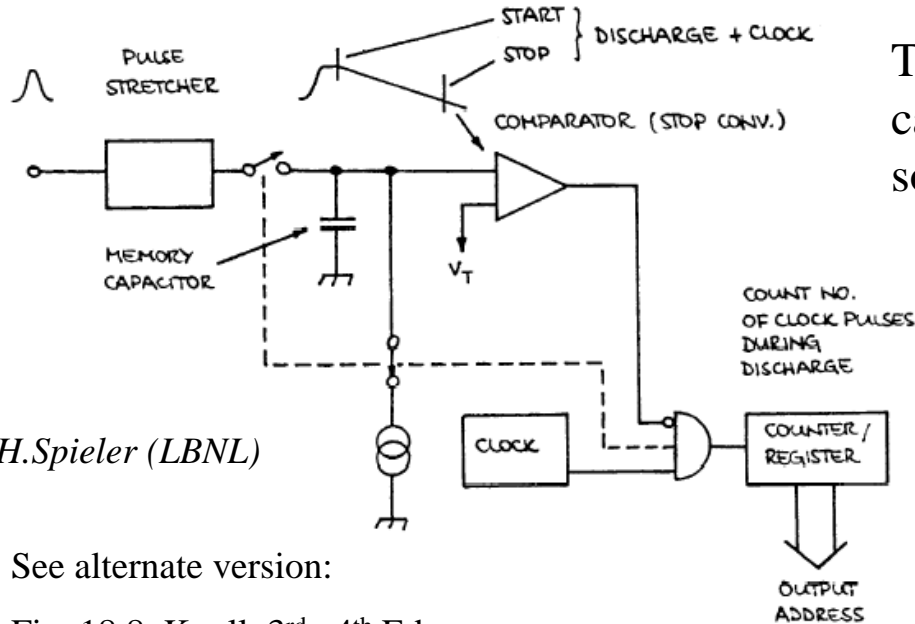 START
STOP
DISCHARGE + CLOCK
PULSE
STRETCHER
COMPARATOR (STOP CONV.)
MEMORY
CAPACITOR
V_T
COUNT NO.
OF CLOCK PULSES
DURING
DISCHARGE
CLOCK
COUNTER /
REGISTER
OUTPUT
ADDRESS
H.Spieler (LBNL)
See alternate version: